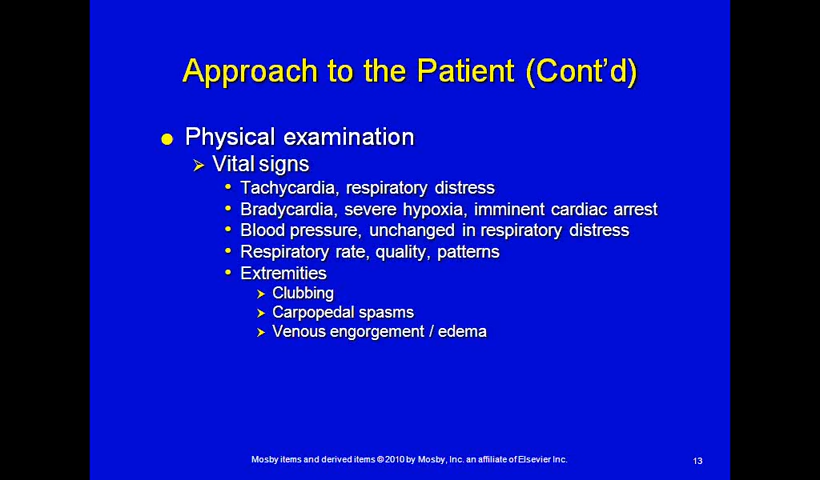 Approach to the Patient (Cont'd)
Physical examination
Vital signs
Tachycardia, respiratory distress
Bradycardia, severe hypoxia, imminent cardiac arrest
Blood pressure, unchanged in respiratory distress
Respiratory rate, quality, patterns
Extremities
Clubbing
Carpopedal spasms
Venous engorgement / edema
Mosby items and derived items © 2010 by Mosby, Inc. an affiliate of Elsevier Inc.
13